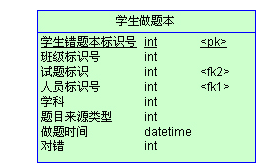 学生做题本
学生错题本标识号 int <pk>
班级标识号 int
试题标识 int <fk2>
人员标识号 int <fk1>
学科 int
题目来源类型 int
做题时间 datetime
对错 int